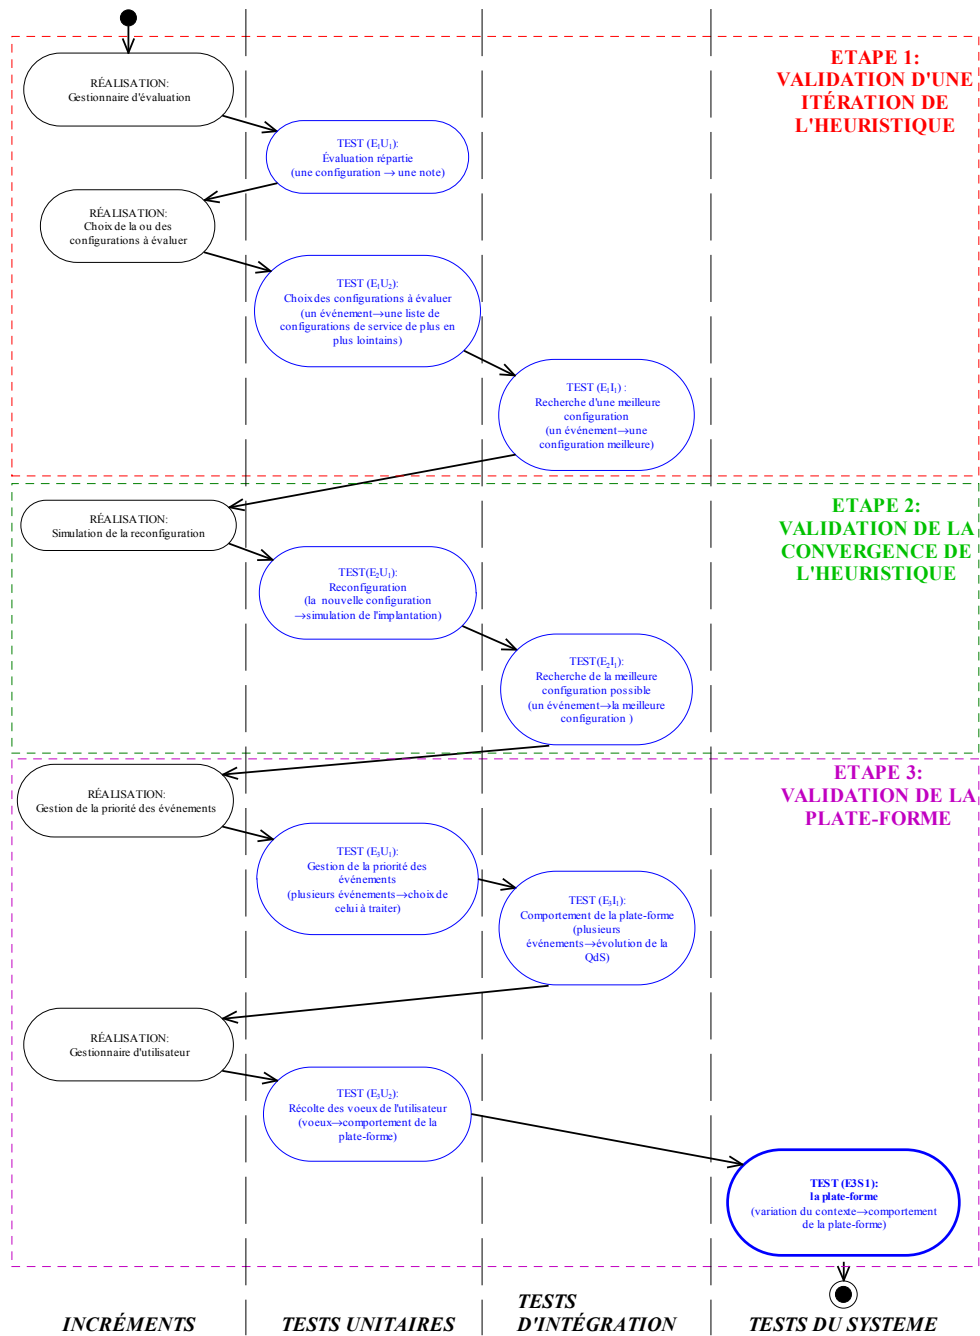 ETAPE 1:
VALIDATION D'UNE
ITÉRATION DE
L'HEURISTIQUE
RÉALISATION:
Gestionnaire d'évaluation
TEST (E1U1):
Évaluation répartie
(une configuration → une note)
RÉALISATION:
Choix de la ou des
configurations à évaluer
TEST (E1U2):
Choix des configurations à évaluer
(un événement→une liste de
configurations de service de plus en
plus lointains)
TEST (E1I1) :
Recherche d'une meilleure
configuration
(un événement→une
configuration meilleure)
ETAPE 2:
VALIDATION DE LA
CONVERGENCE DE
L'HEURISTIQUE
RÉALISATION:
Simulation de la reconfiguration
TEST(E2U1):
Reconfiguration
(la nouvelle configuration
→simulation de l'implantation)
TEST(E2I1):
Recherche de la meilleure
configuration possible
(un événement→la meilleure
configuration )
ETAPE 3:
VALIDATION DE LA
PLATE-FORME
RÉALISATION:
Gestion de la priorité des événements
TEST (E3U1):
Gestion de la priorité des
événements
(plusieurs événements→choix de
celui à traiter)
TEST (E3I1):
Comportement de la plate-forme
(plusieurs
événements→évolution de la
QdS)
RÉALISATION:
Gestionnaire d'utilisateur
TEST (E3U2):
Récolte des voeux de l'utilisateur
(voeux→comportement de la
plate-forme)
TEST (E3S1):
la plate-forme
(variation du contexte→comportement
de la plate-forme)
INCRÉMENTS
TESTS UNITAIRES
TESTS
D'INTÉGRATION
TESTS DU SYSTEME